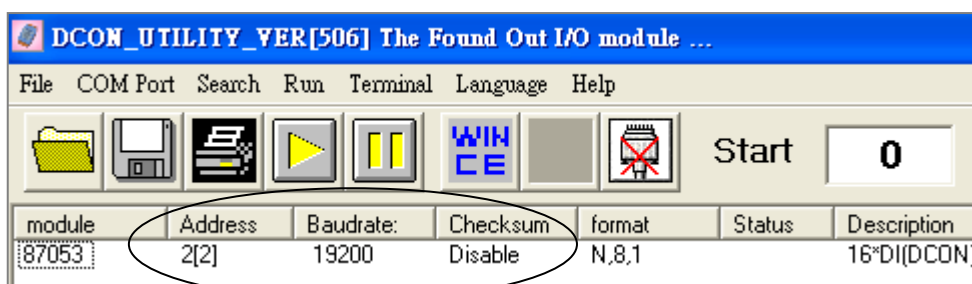 DCON_UTILITY_VER[506] The Found Out I/O module ...
File COM Port Search Run Terminal Language Help
WIN CE Start 0
module Address Baudrate: Checksum format Status Description
87053 2[2] 19200 Disable N,8,1 16*DI(DCON)